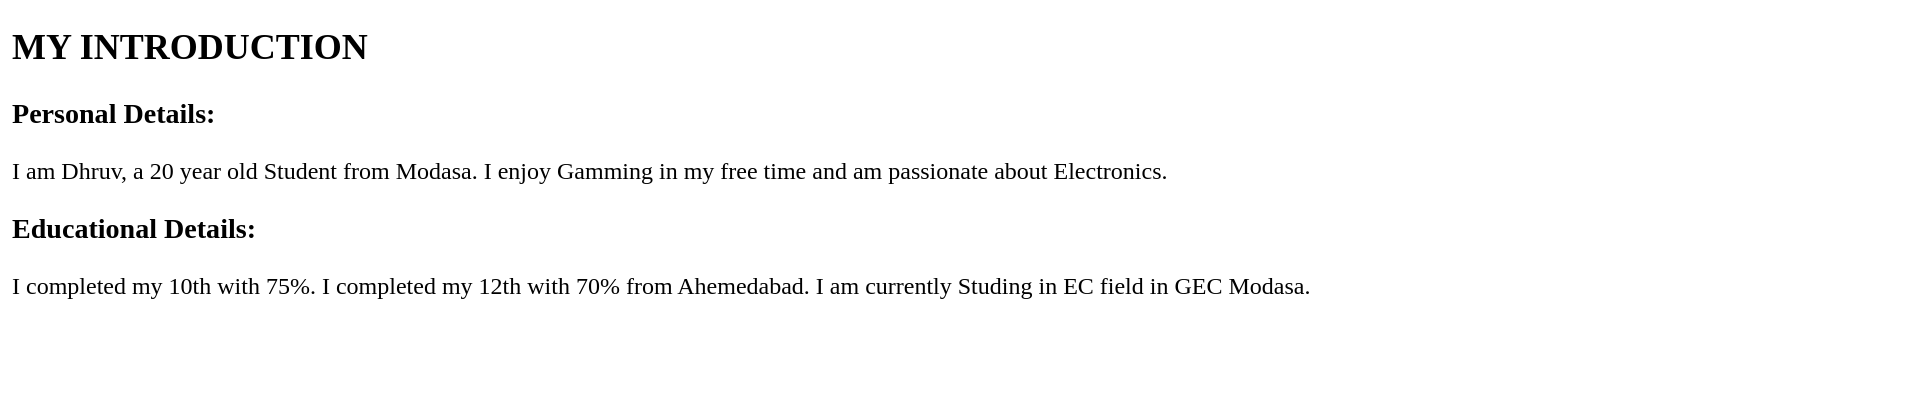 MY INTRODUCTION
Personal Details:
I am Dhruv, a 20 year old Student from Modasa. I enjoy Gamming in my free time and am passionate about Electronics.
Educational Details:
I completed my 10th with 75%. I completed my 12th with 70% from Ahemedabad. I am currently Studing in EC field in GEC Modasa.